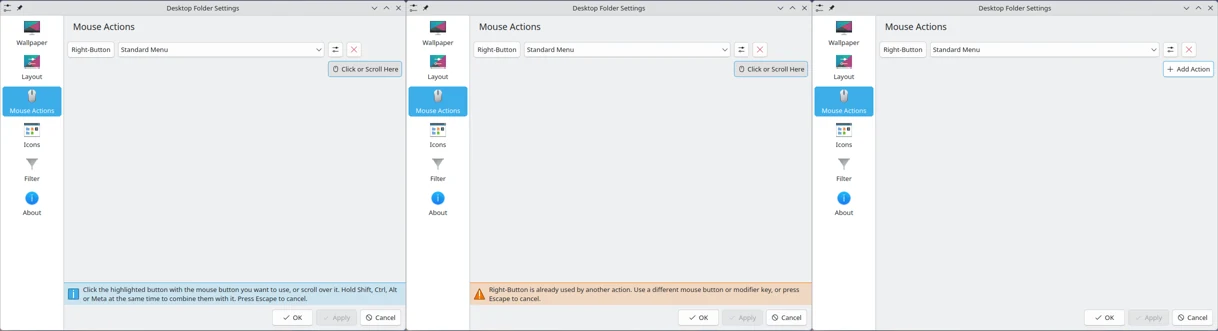 Desktop Folder Settings
Wallpaper
Layout
Mouse Actions
Icons
Filter
About
Mouse Actions
Right-Button
Standard Menu
Click or Scroll Here
Click the highlighted button with the mouse button you want to use, or scroll over it. Hold Shift, Ctrl, Alt
or Meta at the same time to combine them with it. Press Escape to cancel.
OK
Apply
Cancel
Desktop Folder Settings
Wallpaper
Layout
Mouse Actions
Icons
Filter
About
Mouse Actions
Right-Button
Standard Menu
Click or Scroll Here
Right-Button is already used by another action. Use a different mouse button or modifier key, or press
Escape to cancel.
OK
Apply
Cancel
Desktop Folder Settings
Wallpaper
Layout
Mouse Actions
Icons
Filter
About
Mouse Actions
Right-Button
Standard Menu
Add Action
OK
Apply
Cancel